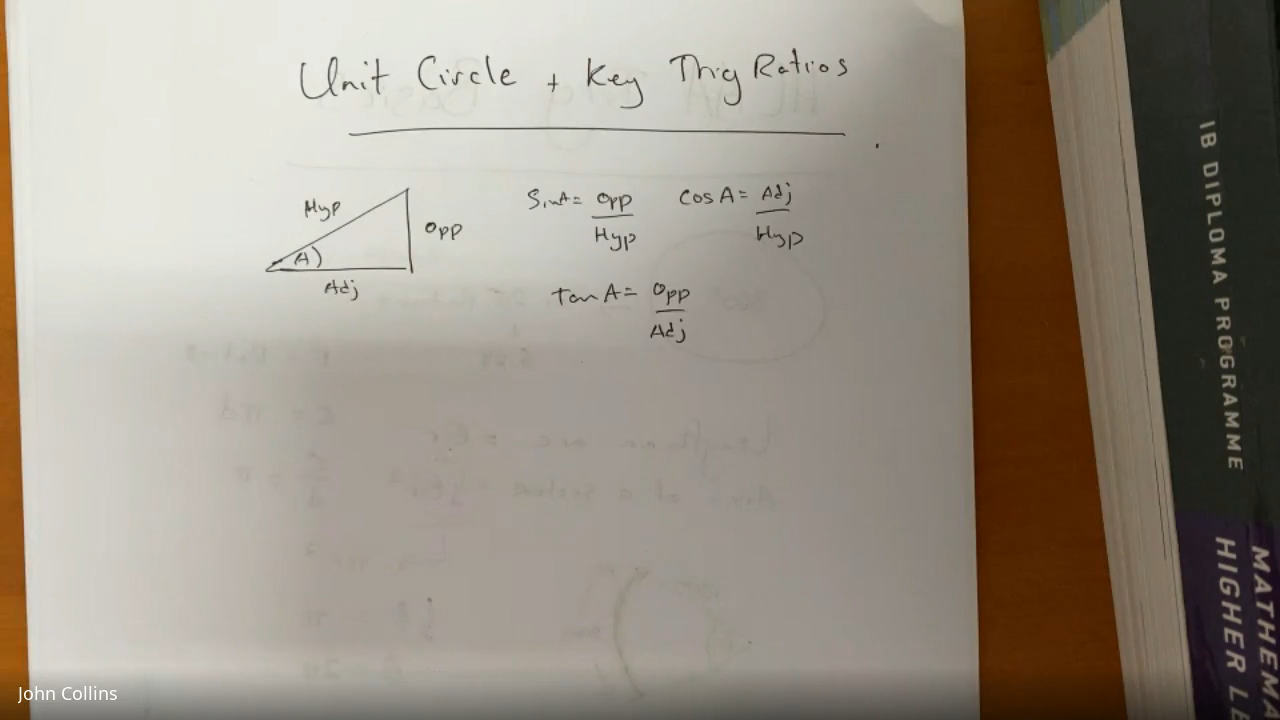 Unit Circle + Key Trig Ratios
Hyp
Opp
A
Adj
Sin A = Opp
Hyp
Cos A = Adj
Hyp
tan A = Opp
Adj
IB DIPLOMA PROGRAMME
MATHEMA
HIGHER LE
John Collins